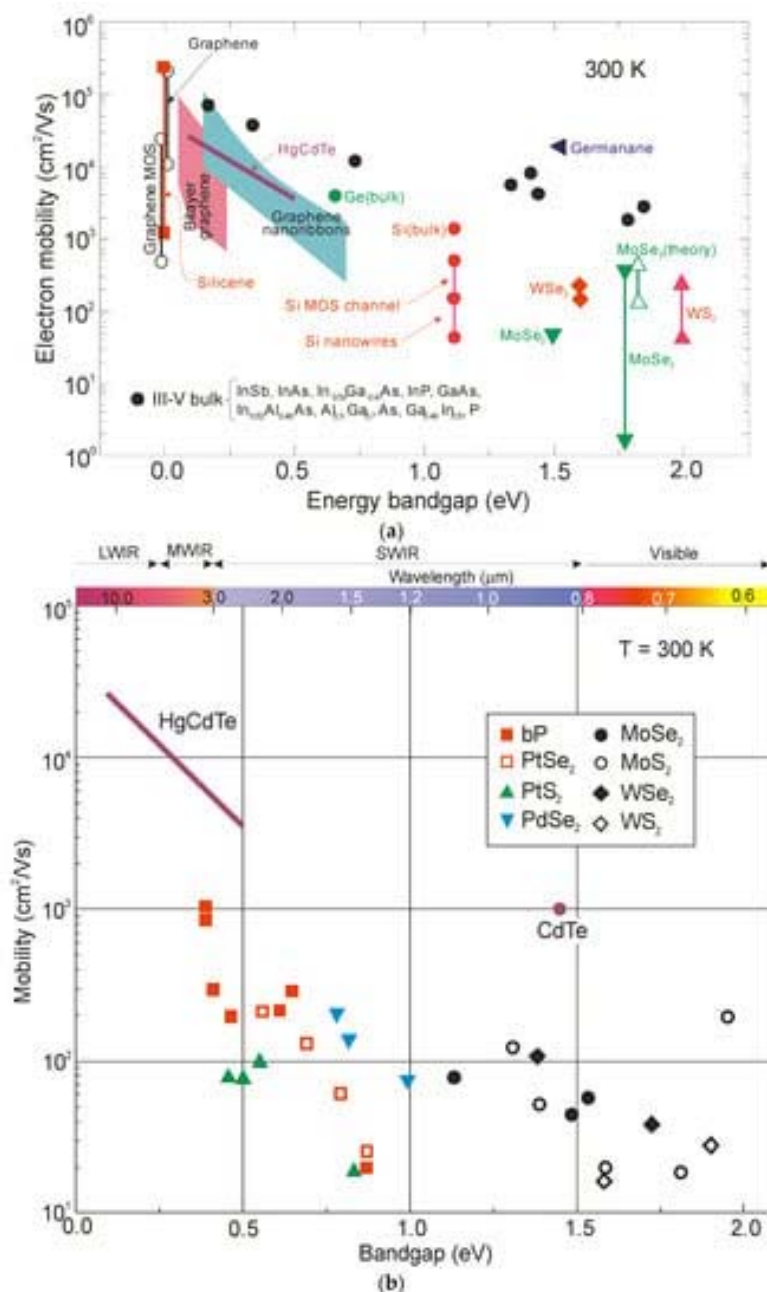 10⁶
Graphene
300 K
10⁵
HgCdTe
Germanane
10⁴
Graphene MOS
Bilayer
graphene
Ge(bulk)
Graphene
nanoribbons
Si(bulk)
10³
MoSe₂(theory)
Silicene
Si MOS channel
WSe₂
WS₂
10²
Si nanowires
MoSe₂
MoSe₂
10¹
III-V bulk
InSb, InAs,
As, InP, GaAs,
10⁰
Electron mobility (cm²/Vs)
0.0 0.5 1.0 1.5 2.0
Energy bandgap (eV)
(a)
LWIR MWIR SWIR Visible
Wavelength (μm)
10.0 3.0 2.0 1.5 1.2 1.0 0.8 0.7 0.6
10⁵
T = 300 K
HgCdTe
bP MoSe₂
PtSe₂ MoS₂
PtS₂ WSe₂
PdSe₂ WS₂
10⁴
10³
CdTe
10²
10¹
Mobility (cm²/Vs)
0.0 0.5 1.0 1.5 2.0
Bandgap (eV)
(b)